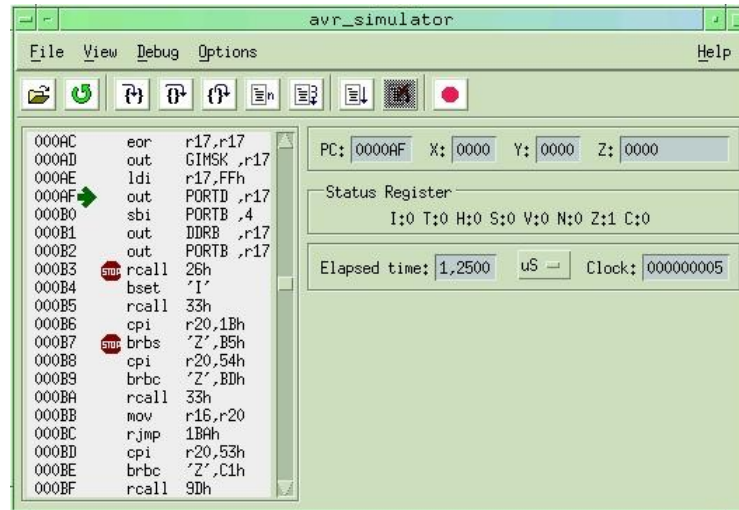 avr_simulator
File View Debug Options Help
000AC eor r17,r17
000AD out GIMSK ,r17
000AE ldi r17,FFh
000AF out PORTD ,r17
000B0 sbi PORTB ,4
000B1 out DDRB ,r17
000B2 out PORTB ,r17
000B3 STOP rcall 26h
000B4 bset 'I'
000B5 rcall 33h
000B6 cpi r20,1Bh
000B7 STOP brbs 'Z',B5h
000B8 cpi r20,54h
000B9 brbc 'Z',BDh
000BA rcall 33h
000BB mov r16,r20
000BC rjmp 1BAh
000BD cpi r20,53h
000BE brbc 'Z',C1h
000BF rcall 9Dh
PC: 0000AF X: 0000 Y: 0000 Z: 0000
Status Register
I:0 T:0 H:0 S:0 V:0 N:0 Z:1 C:0
Elapsed time: 1,2500 uS Clock: 000000005